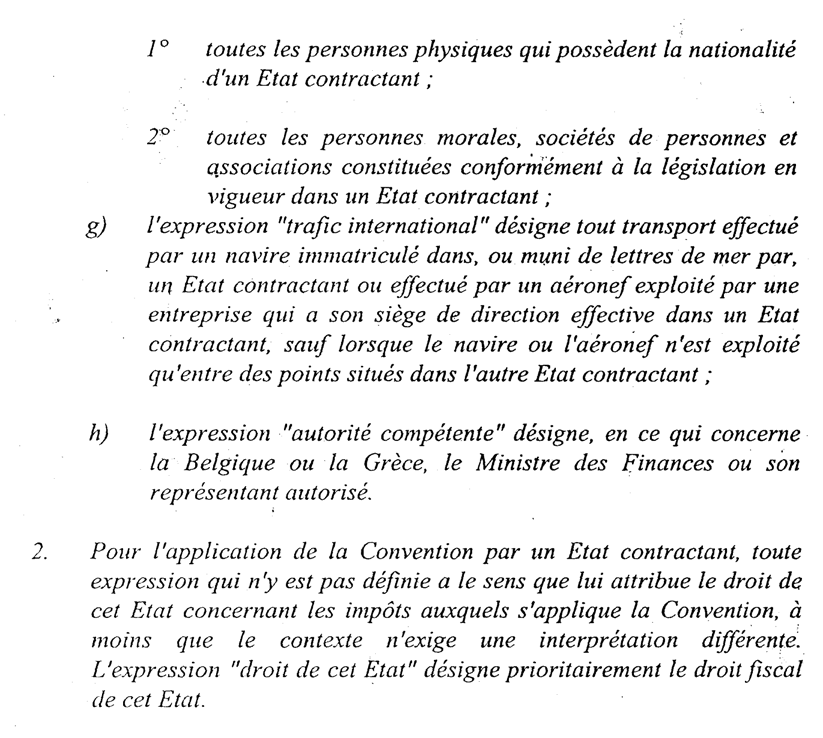 1° toutes les personnes physiques qui possèdent la nationalité
d'un Etat contractant ;
2° toutes les personnes morales, sociétés de personnes et
associations constituées conformément à la législation en
vigueur dans un Etat contractant ;
g) l'expression "trafic international" désigne tout transport effectué
par un navire immatriculé dans, ou muni de lettres de mer par,
un Etat contractant ou effectué par un aéronef exploité par une
entreprise qui a son siège de direction effective dans un Etat
contractant, sauf lorsque le navire ou l'aéronef n'est exploité
qu'entre des points situés dans l'autre Etat contractant ;
h) l'expression "autorité compétente" désigne, en ce qui concerne
la Belgique ou la Grèce, le Ministre des Finances ou son
représentant autorisé.
2. Pour l'application de la Convention par un Etat contractant, toute
expression qui n'y est pas définie a le sens que lui attribue le droit de
cet Etat concernant les impôts auxquels s'applique la Convention, à
moins que le contexte n'exige une interprétation différente.
L'expression "droit de cet Etat" désigne prioritairement le droit fiscal
de cet Etat.